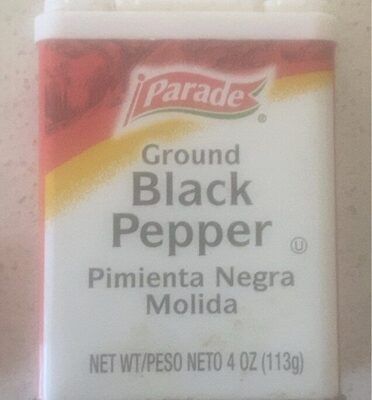 Parade®
Ground
Black
Pepper
Ⓤ
Pimienta Negra
Molida
NET WT/PESO NETO 4 OZ (113g)